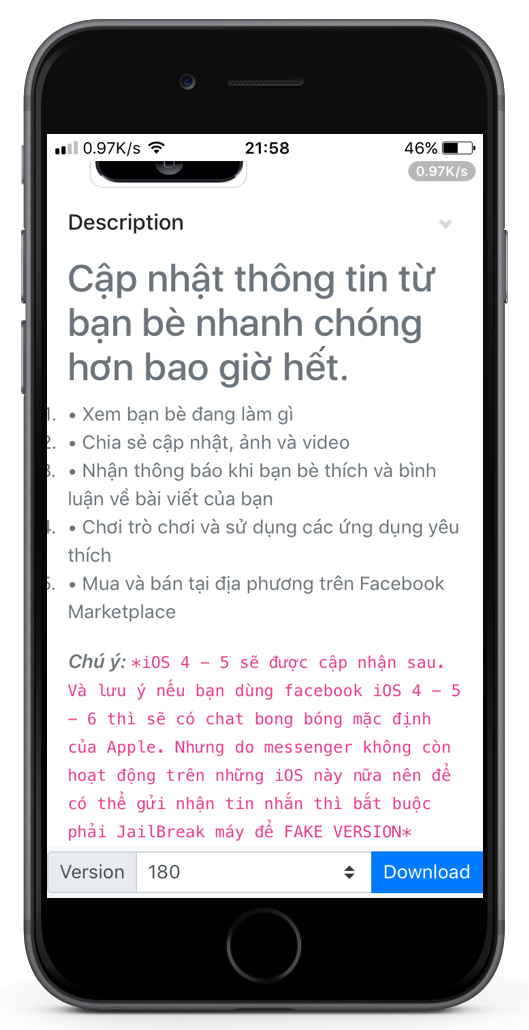 0.97K/s 21:58 46%
0.97K/s
Description
Cập nhật thông tin từ
bạn bè nhanh chóng
hơn bao giờ hết.
1. • Xem bạn bè đang làm gì
2. • Chia sẻ cập nhật, ảnh và video
3. • Nhận thông báo khi bạn bè thích và bình
luận về bài viết của bạn
4. • Chơi trò chơi và sử dụng các ứng dụng yêu
thích
5. • Mua và bán tại địa phương trên Facebook
Marketplace
Chú ý: *iOS 4 – 5 sẽ được cập nhận sau.
Và lưu ý nếu bạn dùng facebook iOS 4 – 5
– 6 thì sẽ có chat bong bóng mặc định
của Apple. Nhưng do messenger không còn
hoạt động trên những iOS này nữa nên để
có thể gửi nhận tin nhắn thì bắt buộc
phải JailBreak máy để FAKE VERSION*
Version 180 Download